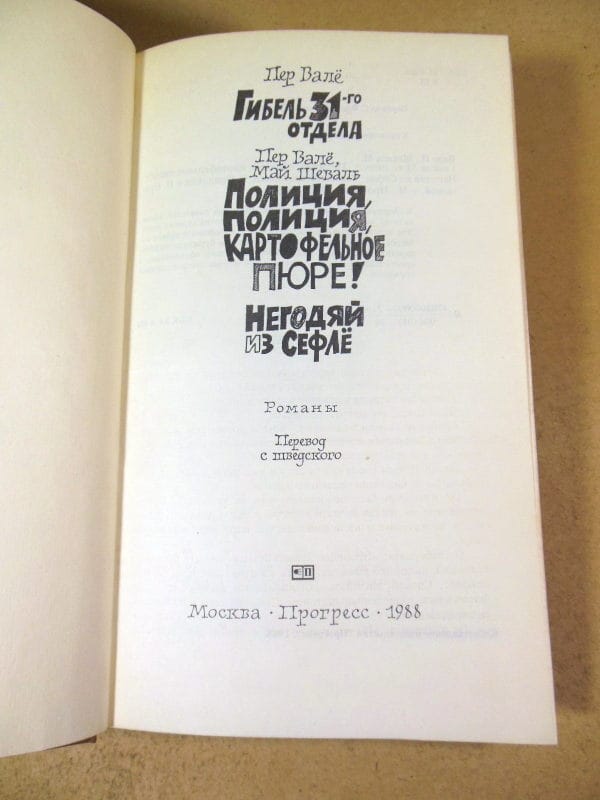 Пер Валё
Гибель 31-го
отдела
Пер Валё,
Май Шеваль
Полиция,
полиция,
картофельное
пюре!
Негодяй
из Сефлё
Романы
Перевод
с шведского
Москва · Прогресс · 1988